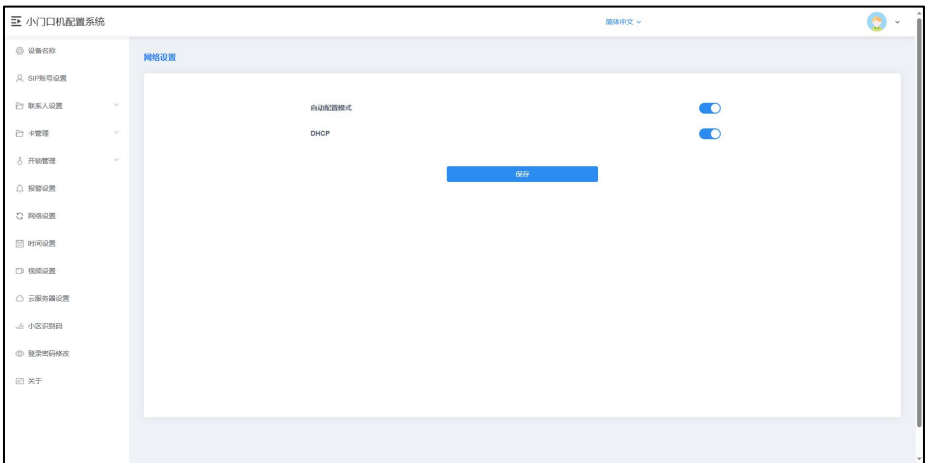 小门口机配置系统
简体中文
设备名称
SIP账号设置
联系人设置
卡管理
开锁管理
报警设置
网络设置
时间设置
视频设置
云服务器设置
小区识别码
登录密码修改
关于
网络设置
自动配置模式
DHCP
保存